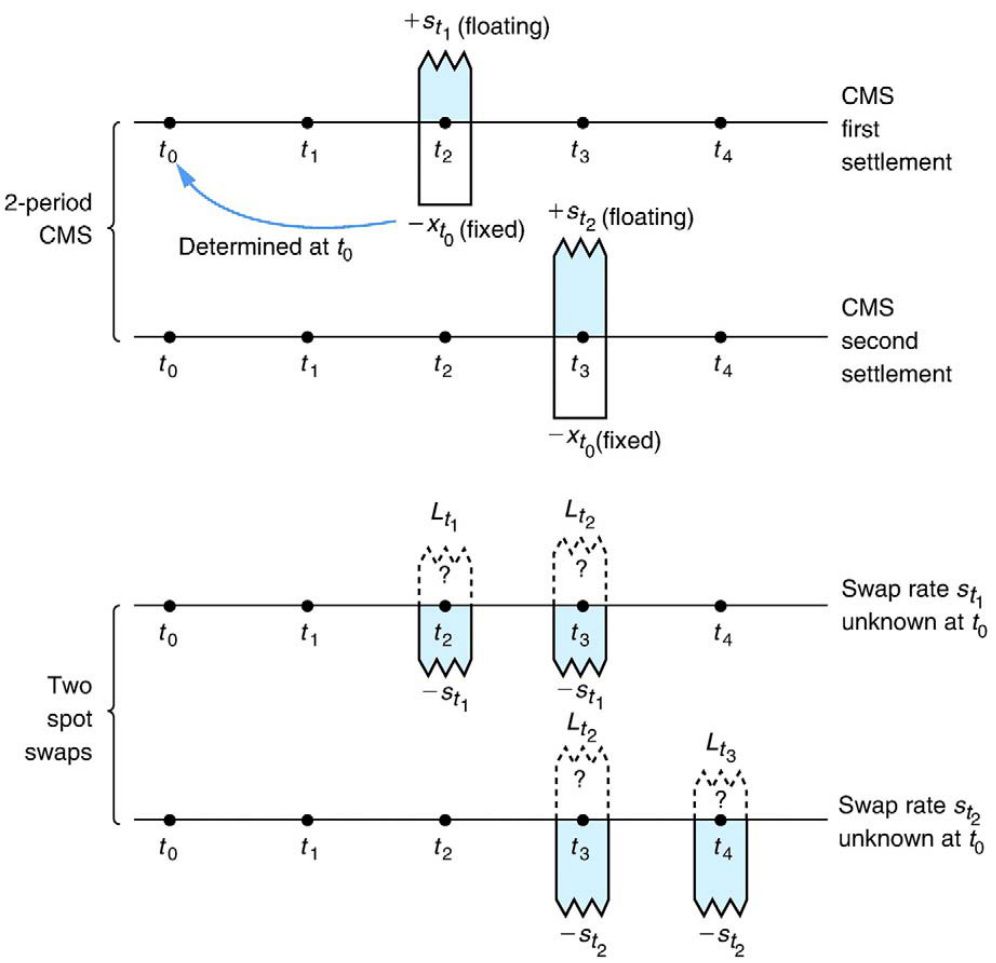 +s_{t_1} (floating)
CMS
first
settlement
t_0 t_1 t_2 t_3 t_4
2-period
CMS
−x_{t_0} (fixed)
Determined at t_0
+s_{t_2} (floating)
CMS
second
settlement
t_0 t_1 t_2 t_3 t_4
−x_{t_0} (fixed)
L_{t_1} L_{t_2}
? ?
Swap rate s_{t_1}
unknown at t_0
t_0 t_1 t_2 t_3 t_4
−s_{t_1} −s_{t_1}
Two
spot
swaps
L_{t_2} L_{t_3}
? ?
Swap rate s_{t_2}
unknown at t_0
t_0 t_1 t_2 t_3 t_4
−s_{t_2} −s_{t_2}